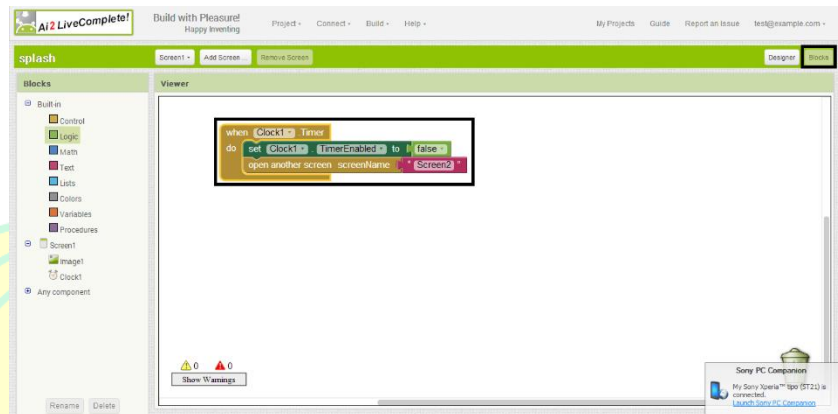 Ai2 LiveComplete!
Build with Pleasure!
Happy Inventing
Project
Connect
Build
Help
My Projects
Guide
Report an Issue
test@example.com
splash
Screen1
Add Screen ...
Remove Screen
Designer
Blocks
Blocks
Viewer
Built-in
Control
Logic
Math
Text
Lists
Colors
Variables
Procedures
Screen1
Image1
Clock1
Any component
Rename
Delete
when Clock1 .Timer
do set Clock1 . TimerEnabled to false
open another screen screenName " Screen2 "
0 0
Show Warnings
Sony PC Companion
My Sony Xperia™ tipo (ST21) is
connected.
Launch Sony PC Companion